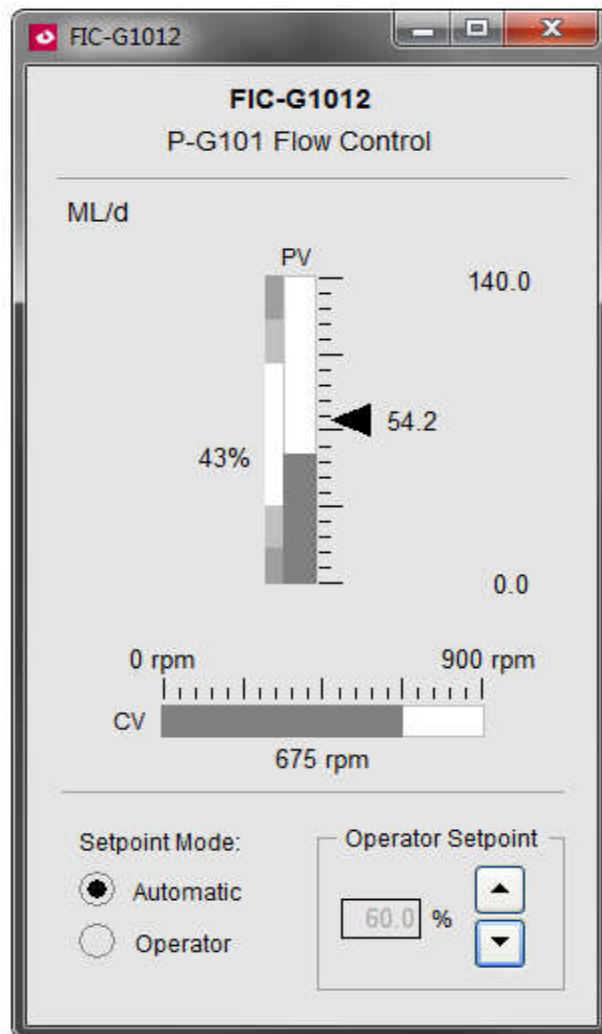 FIC-G1012
FIC-G1012
P-G101 Flow Control
ML/d
PV
140.0
54.2
43%
0.0
0 rpm 900 rpm
CV
675 rpm
Setpoint Mode:
Automatic
Operator
Operator Setpoint
60.0 %